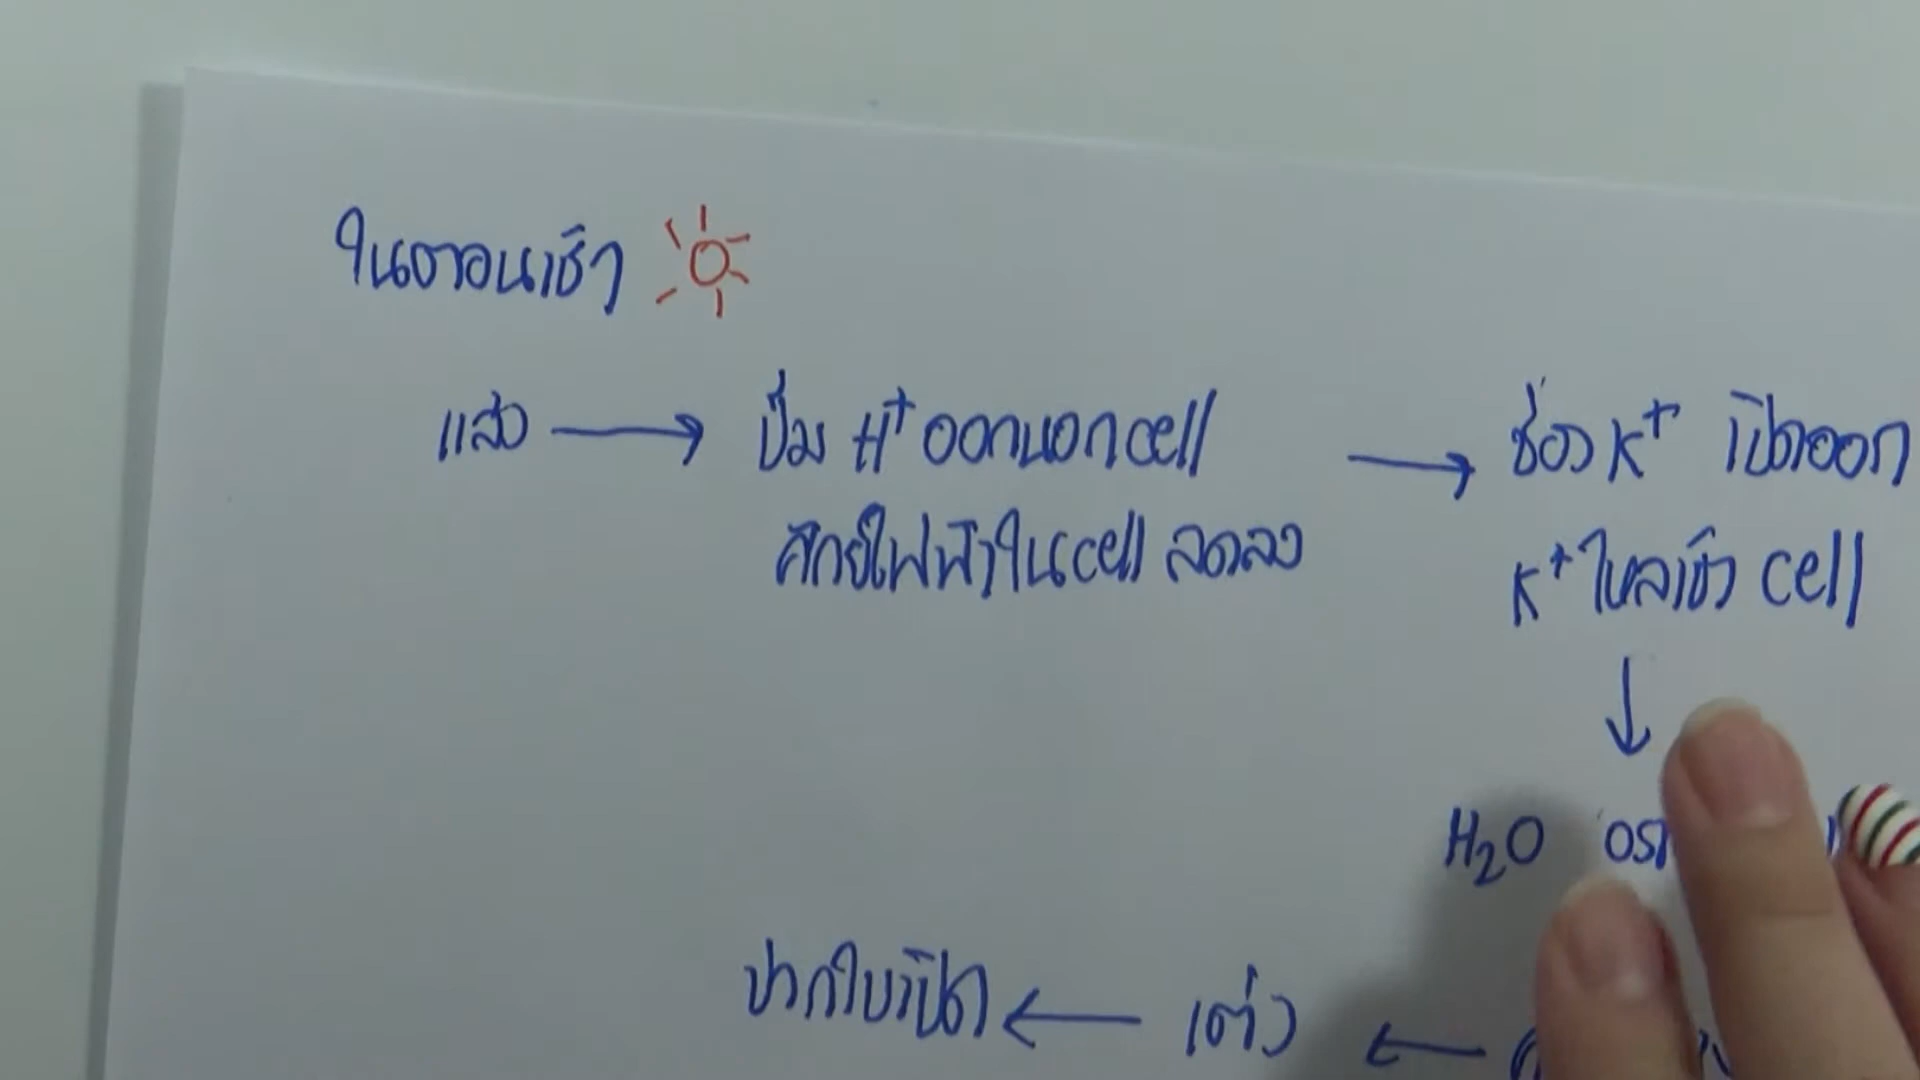 ในตอนเช้า
แสง → ปั๊ม H⁺ ออกนอก cell → ช่อง K⁺ เปิดออก
ศักย์ไฟฟ้าใน cell ลดลง
K⁺ ไหลเข้า cell
↓
H₂O
ปากใบเปิด ← เต่ง ←